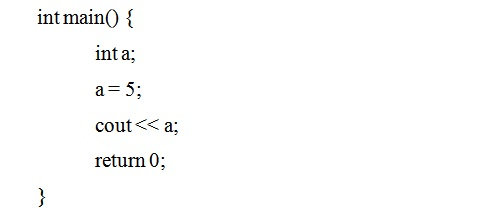 int main() {
int a;
a = 5;
cout << a;
return 0;
}